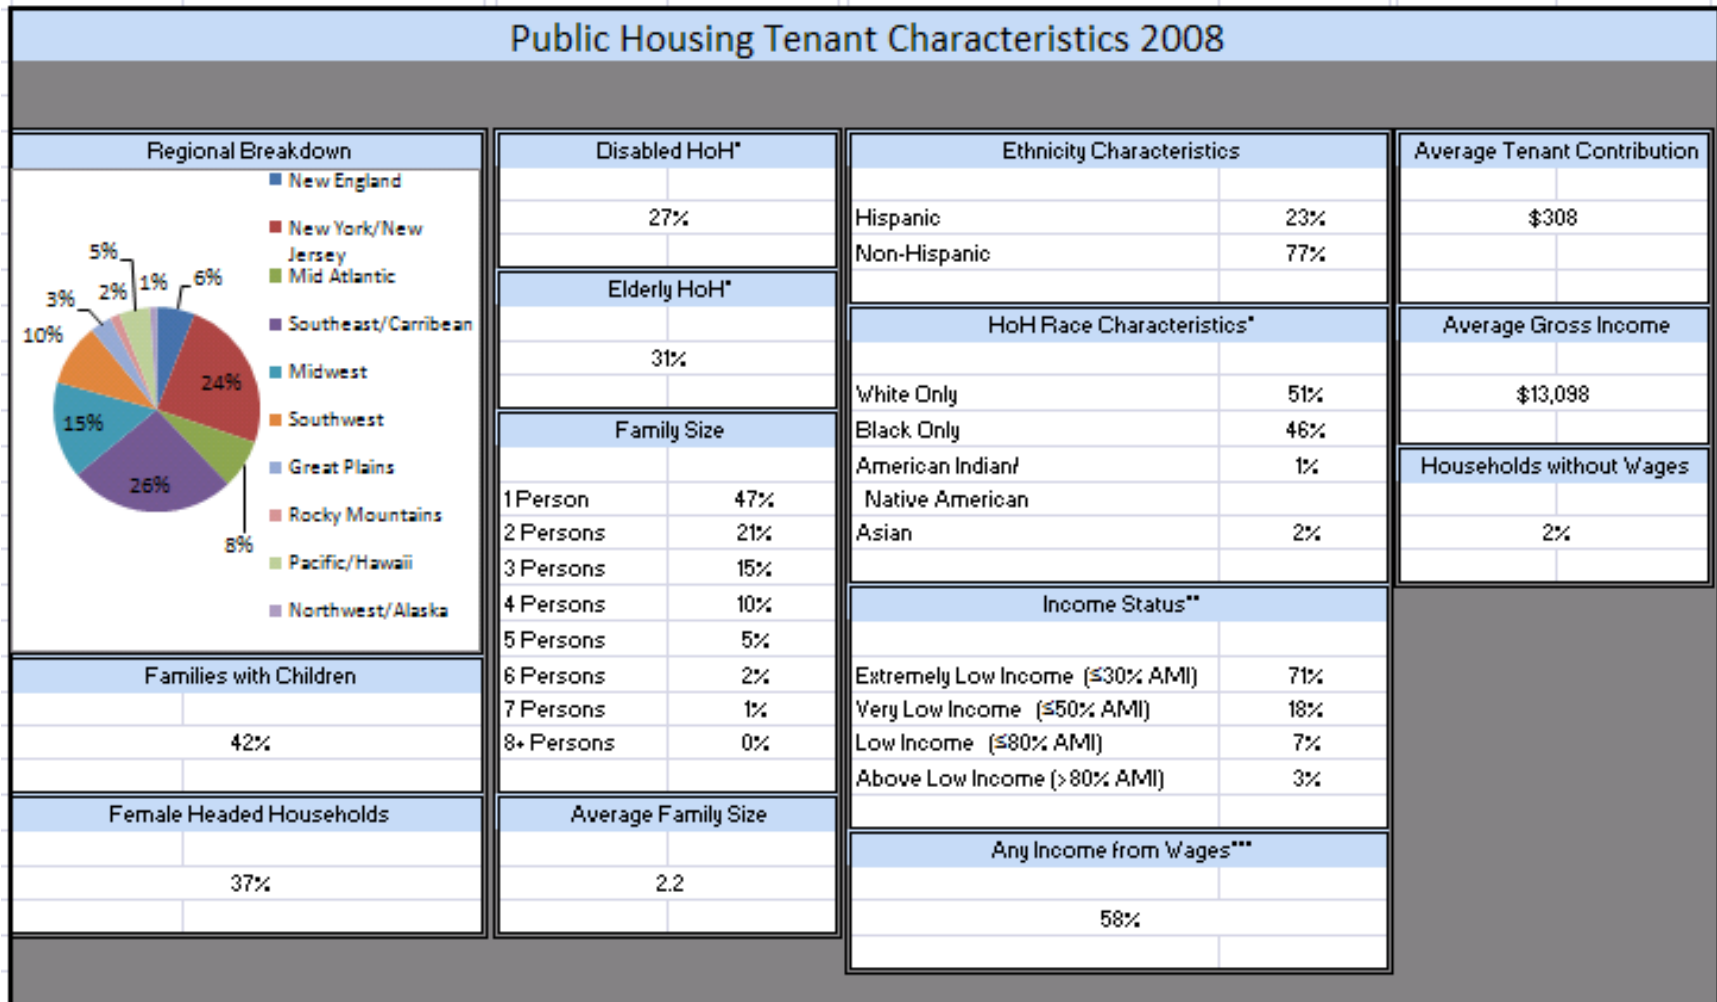 Public Housing Tenant Characteristics 2008
Regional Breakdown
New England
New York/New
Jersey
Mid Atlantic
Southeast/Carribean
Midwest
Southwest
Great Plains
Rocky Mountains
Pacific/Hawaii
Northwest/Alaska
5%
2%
1%
6%
3%
10%
24%
15%
26%
8%
Families with Children
42%
Female Headed Households
37%
Disabled HoH*
27%
Elderly HoH*
31%
Family Size
1 Person 47%
2 Persons 21%
3 Persons 15%
4 Persons 10%
5 Persons 5%
6 Persons 2%
7 Persons 1%
8+ Persons 0%
Average Family Size
2.2
Ethnicity Characteristics
Hispanic 23%
Non-Hispanic 77%
HoH Race Characteristics*
White Only 51%
Black Only 46%
American Indian/ 1%
Native American
Asian 2%
Income Status**
Extremely Low Income (≤30% AMI) 71%
Very Low Income (≤50% AMI) 18%
Low Income (≤80% AMI) 7%
Above Low Income (>80% AMI) 3%
Any Income from Wages***
58%
Average Tenant Contribution
$308
Average Gross Income
$13,098
Households without Wages
2%